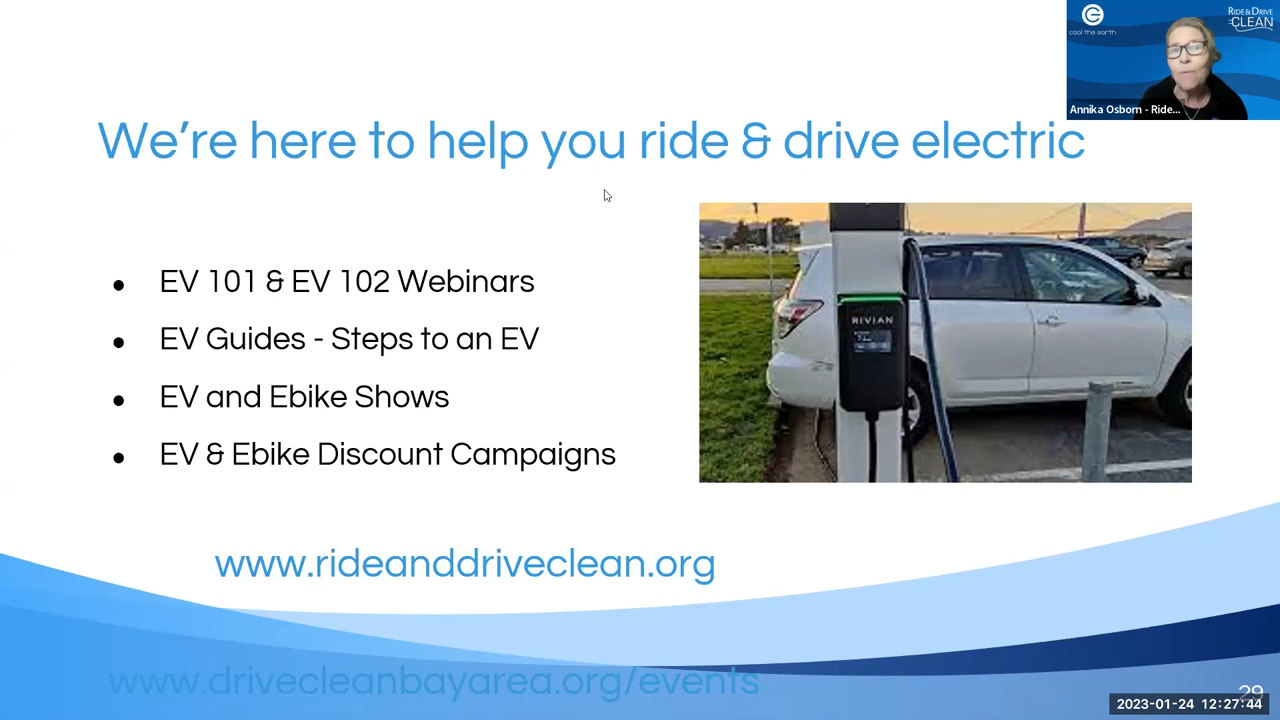 cool the earth
RIDE & DRIVE
CLEAN
Annika Osborn - Ride...
We're here to help you ride & drive electric
● EV 101 & EV 102 Webinars
● EV Guides - Steps to an EV
● EV and Ebike Shows
● EV & Ebike Discount Campaigns
RIVIAN
www.rideanddriveclean.org
www.drivecleanbayarea.org/events
29
2023-01-24 12:27:44